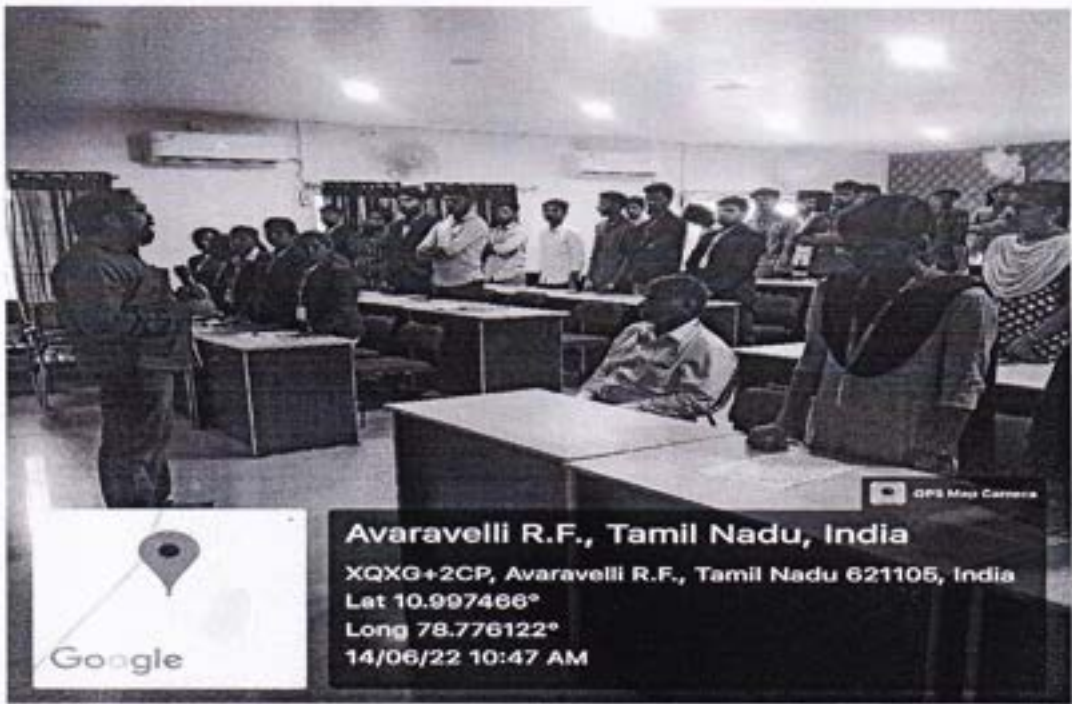 GPS Map Camera
Avaravelli R.F., Tamil Nadu, India
XQXG+2CP, Avaravelli R.F., Tamil Nadu 621105, India
Lat 10.997466°
Long 78.776122°
14/06/22 10:47 AM
Google